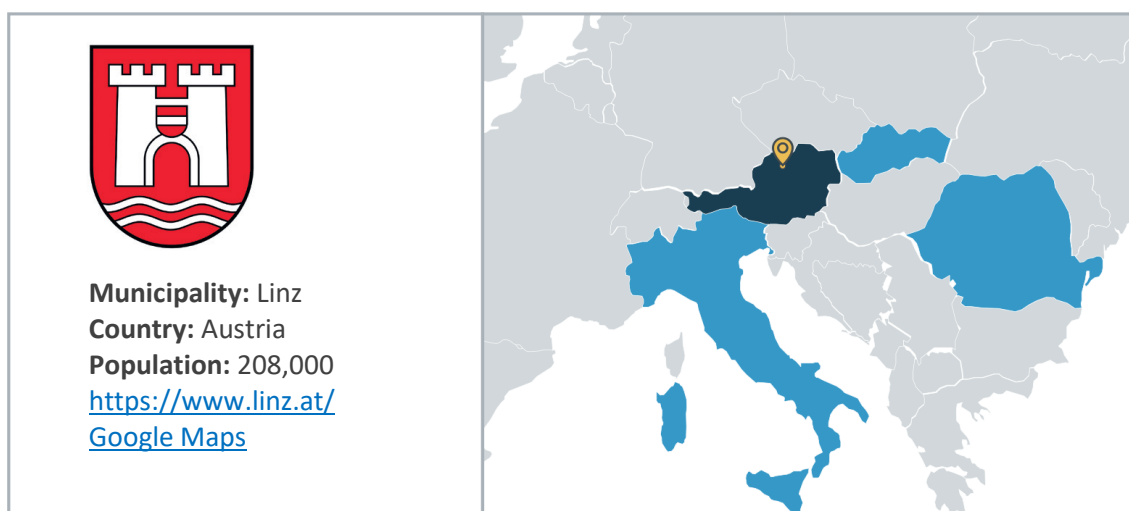 Municipality: Linz
Country: Austria
Population: 208,000
https://www.linz.at/
Google Maps